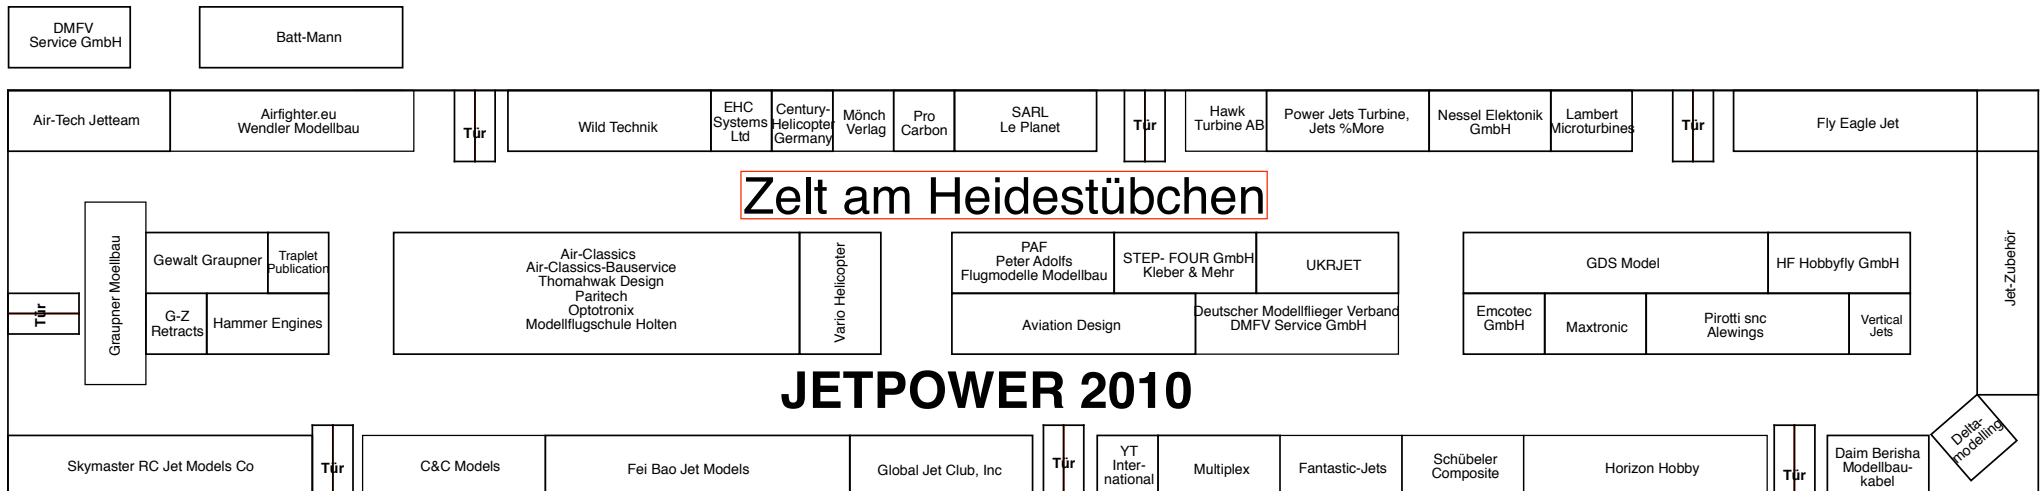 DMFV
Service GmbH
Batt-Mann
Air-Tech Jetteam
Airfighter.eu
Wendler Modellbau
Tür
Wild Technik
EHC
Systems
Ltd
Century-
Helicopter
Germany
Mönch
Verlag
Pro
Carbon
SARL
Le Planet
Tür
Hawk
Turbine AB
Power Jets Turbine,
Jets %More
Nessel Elektonik
GmbH
Lambert
Microturbines
Tür
Fly Eagle Jet
Zelt am Heidestübchen
Tür
Graupner Moellbau
Gewalt Graupner
Traplet
Publication
G-Z
Retracts
Hammer Engines
Air-Classics
Air-Classics-Bauservice
Thomahwak Design
Paritech
Optotronix
Modellflugschule Holten
Vario Helicopter
PAF
Peter Adolfs
Flugmodelle Modellbau
STEP- FOUR GmbH
Kleber & Mehr
UKRJET
Aviation Design
Deutscher Modellflieger Verband
DMFV Service GmbH
GDS Model
HF Hobbyfly GmbH
Emcotec
GmbH
Maxtronic
Pirotti snc
Alewings
Vertical
Jets
Jet-Zubehör
JETPOWER 2010
Skymaster RC Jet Models Co
Tür
C&C Models
Fei Bao Jet Models
Global Jet Club, Inc
Tür
YT
Inter-
national
Multiplex
Fantastic-Jets
Schübeler
Composite
Horizon Hobby
Tür
Daim Berisha
Modellbau-
kabel
Delta-
modelling